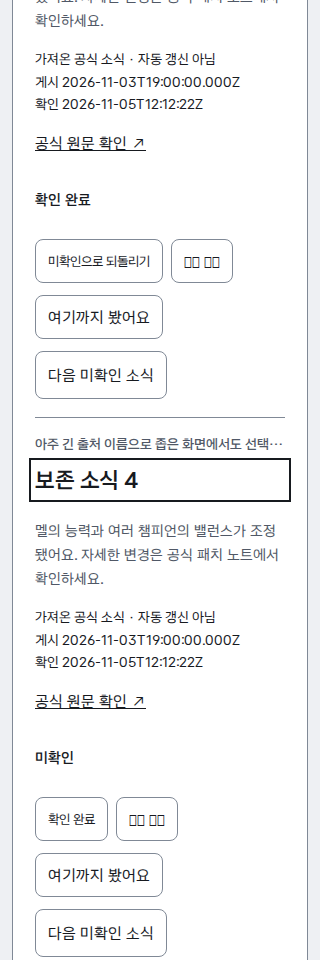 확인하세요.
가져온 공식 소식 · 자동 갱신 아님
게시 2026-11-03T19:00:00.000Z
확인 2026-11-05T12:12:22Z
공식 원문 확인 ↗
확인 완료
미확인으로 되돌리기
여기까지 봤어요
다음 미확인 소식
아주 긴 출처 이름으로 좁은 화면에서도 선택…
보존 소식 4
멜의 능력과 여러 챔피언의 밸런스가 조정
됐어요. 자세한 변경은 공식 패치 노트에서
확인하세요.
가져온 공식 소식 · 자동 갱신 아님
게시 2026-11-03T19:00:00.000Z
확인 2026-11-05T12:12:22Z
공식 원문 확인 ↗
미확인
확인 완료
여기까지 봤어요
다음 미확인 소식